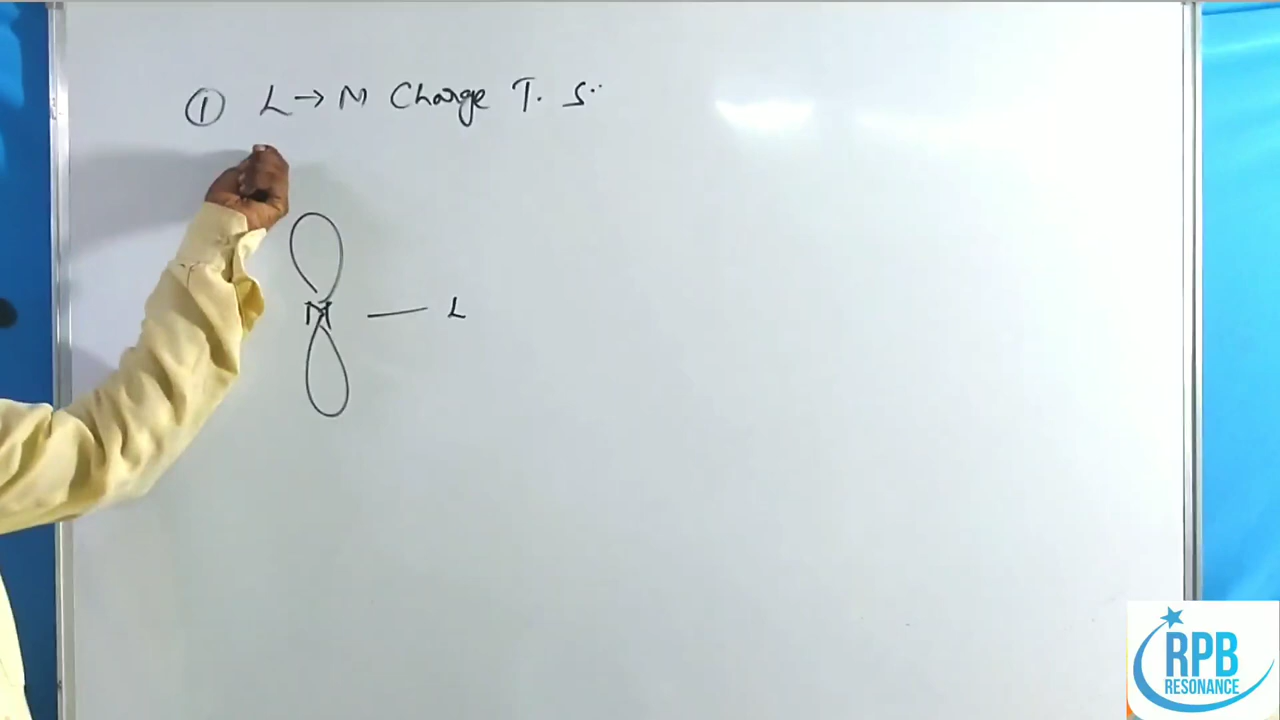 ① L→M Charge T. S..
M — L
RPB
RESONANCE